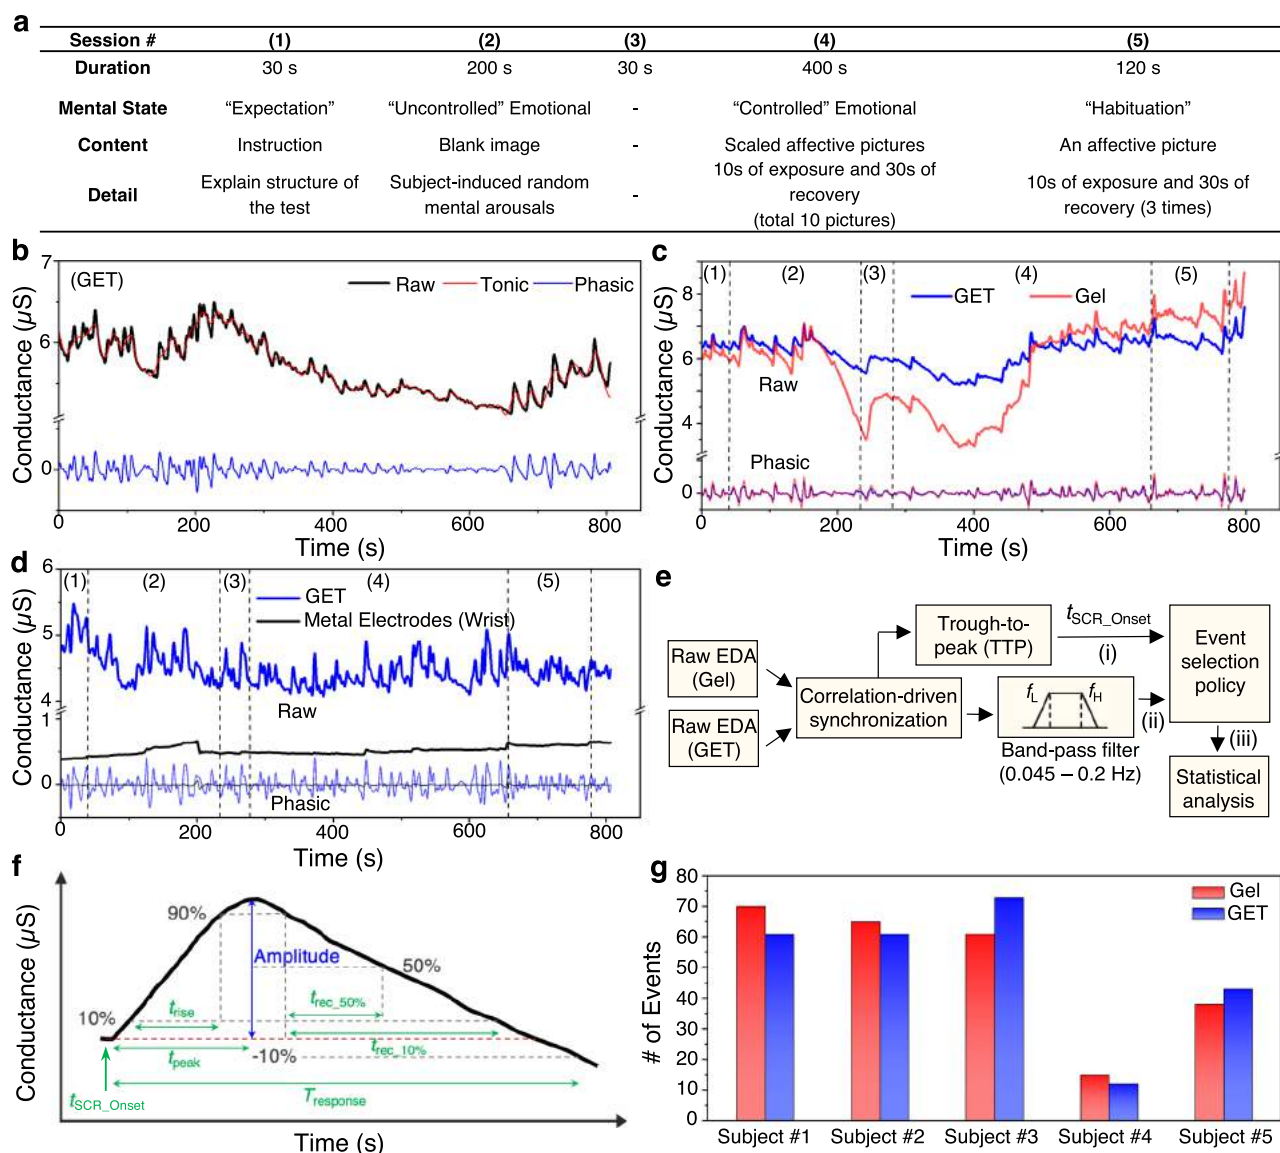 a
Session # (1) (2) (3) (4) (5)
Duration 30 s 200 s 30 s 400 s 120 s
Mental State “Expectation” “Uncontrolled” Emotional - “Controlled” Emotional “Habituation”
Content Instruction Blank image - Scaled affective pictures An affective picture
Detail Explain structure of the test Subject-induced random mental arousals - 10s of exposure and 30s of recovery (total 10 pictures) 10s of exposure and 30s of recovery (3 times)
b
(GET)
Raw Tonic Phasic
Conductance (µS)
7
6
0
0 200 400 600 800
Time (s)
c
(1) (2) (3) (4) (5)
GET Gel
Raw
Phasic
Conductance (µS)
8
6
4
0
0 200 400 600 800
Time (s)
d
(1) (2) (3) (4) (5)
GET
Metal Electrodes (Wrist)
Raw
Phasic
Conductance (µS)
6
5
4
1
0
0 200 400 600 800
Time (s)
e
Raw EDA (Gel)
Raw EDA (GET)
Correlation-driven synchronization
Trough-to-peak (TTP)
tSCR_Onset
(i)
fL fH
Band-pass filter
(0.045 – 0.2 Hz)
(ii)
Event selection policy
(iii)
Statistical analysis
f
Conductance (µS)
90%
Amplitude
50%
10%
trise
trec_50%
tpeak
-10%
trec_10%
tSCR_Onset
Tresponse
Time (s)
g
# of Events
80
70
60
50
40
30
20
10
0
Gel
GET
Subject #1 Subject #2 Subject #3 Subject #4 Subject #5